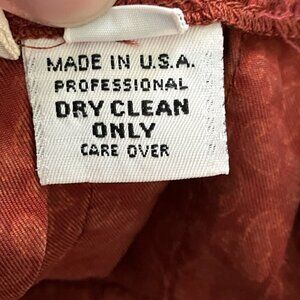 MADE IN U.S.A.
PROFESSIONAL
DRY CLEAN
ONLY
CARE OVER